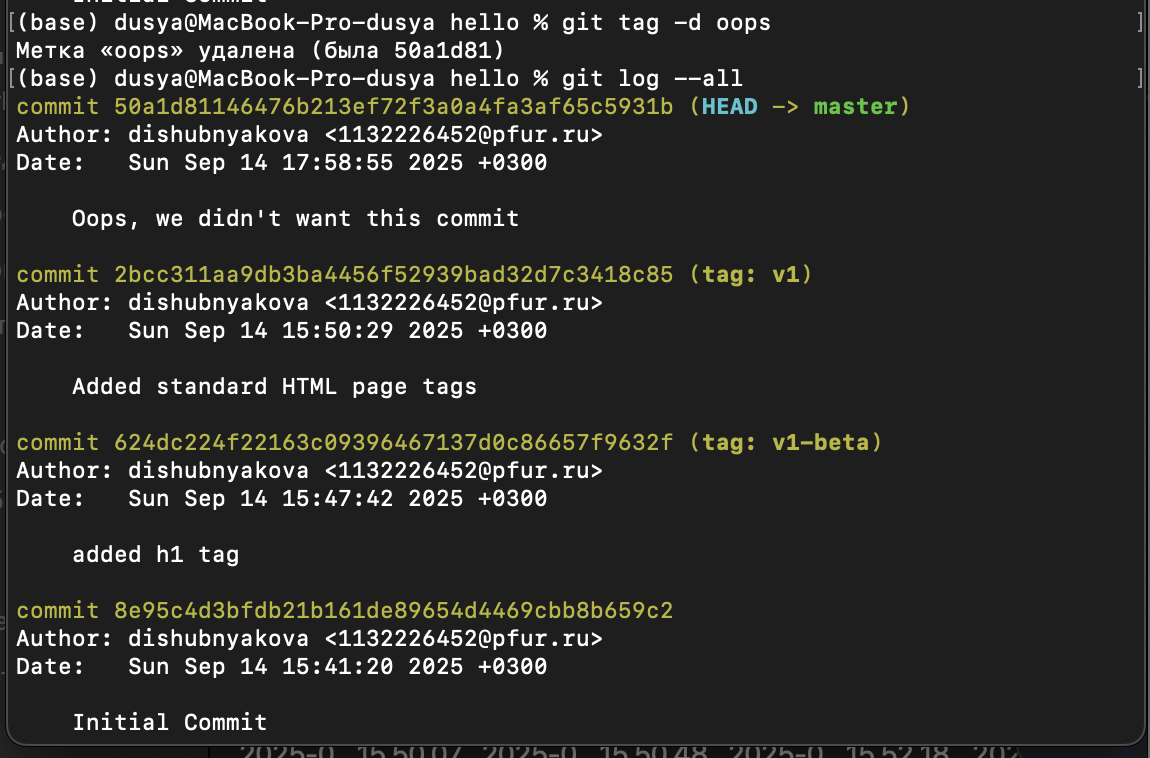 [(base) dusya@MacBook-Pro-dusya hello % git tag -d oops ]
Метка «oops» удалена (была 50a1d81)
[(base) dusya@MacBook-Pro-dusya hello % git log --all ]
commit 50a1d81146476b213ef72f3a0a4fa3af65c5931b (HEAD -> master)
Author: dishubnyakova <1132226452@pfur.ru>
Date:   Sun Sep 14 17:58:55 2025 +0300
Oops, we didn't want this commit
commit 2bcc311aa9db3ba4456f52939bad32d7c3418c85 (tag: v1)
Author: dishubnyakova <1132226452@pfur.ru>
Date:   Sun Sep 14 15:50:29 2025 +0300
Added standard HTML page tags
commit 624dc224f22163c09396467137d0c86657f9632f (tag: v1-beta)
Author: dishubnyakova <1132226452@pfur.ru>
Date:   Sun Sep 14 15:47:42 2025 +0300
added h1 tag
commit 8e95c4d3bfdb21b161de89654d4469cbb8b659c2
Author: dishubnyakova <1132226452@pfur.ru>
Date:   Sun Sep 14 15:41:20 2025 +0300
Initial Commit